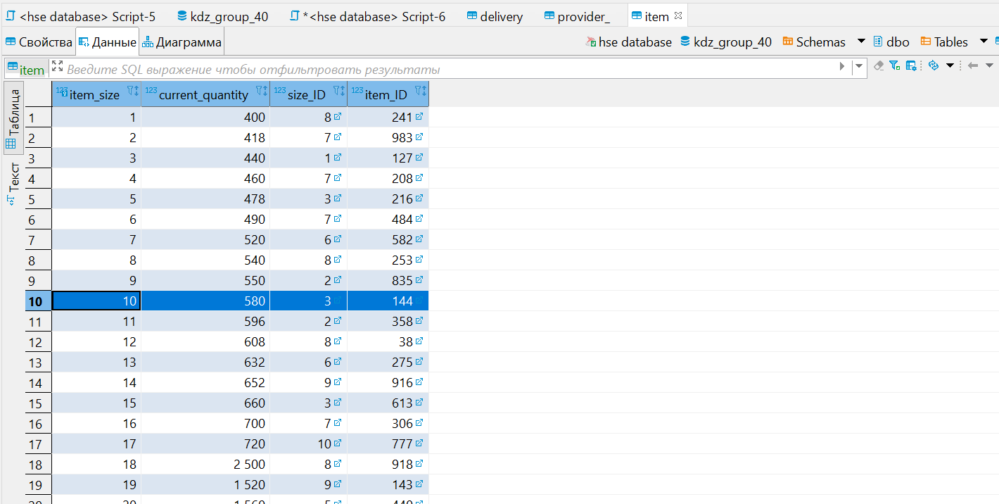 <hse database> Script-5 kdz_group_40 *<hse database> Script-6 delivery provider_ item
Свойства Данные Диаграмма hse database kdz_group_40 Schemas dbo Tables
item Введите SQL выражение чтобы отфильтровать результаты
Таблица
Текст
123 item_size 123 current_quantity 123 size_ID 123 item_ID
1 1 400 8 241
2 2 418 7 983
3 3 440 1 127
4 4 460 7 208
5 5 478 3 216
6 6 490 7 484
7 7 520 6 582
8 8 540 8 253
9 9 550 2 835
10 10 580 3 144
11 11 596 2 358
12 12 608 8 38
13 13 632 6 275
14 14 652 9 916
15 15 660 3 613
16 16 700 7 306
17 17 720 10 777
18 18 2 500 8 918
19 19 1 520 9 143